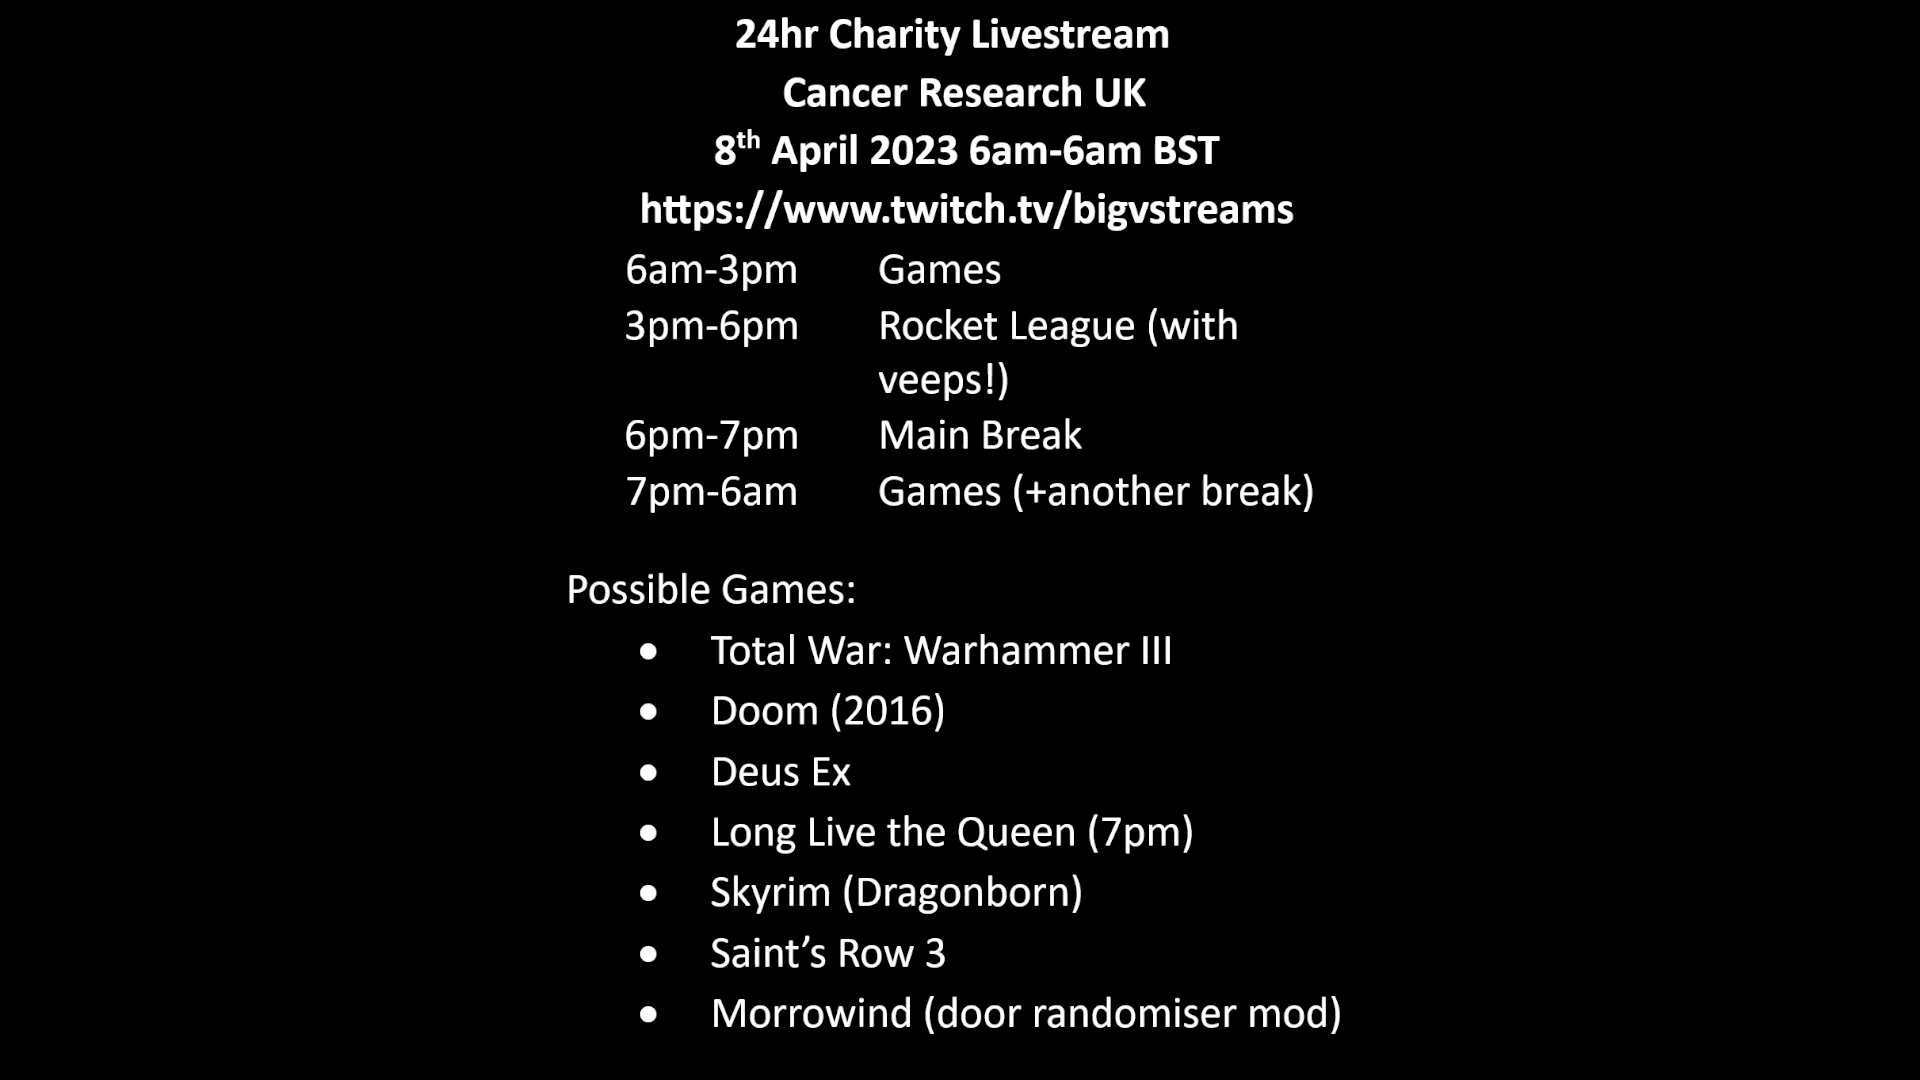 24hr Charity Livestream
Cancer Research UK
8th April 2023 6am-6am BST
https://www.twitch.tv/bigvstreams
6am-3pm Games
3pm-6pm Rocket League (with
veeps!)
6pm-7pm Main Break
7pm-6am Games (+another break)
Possible Games:
• Total War: Warhammer III
• Doom (2016)
• Deus Ex
• Long Live the Queen (7pm)
• Skyrim (Dragonborn)
• Saint’s Row 3
• Morrowind (door randomiser mod)